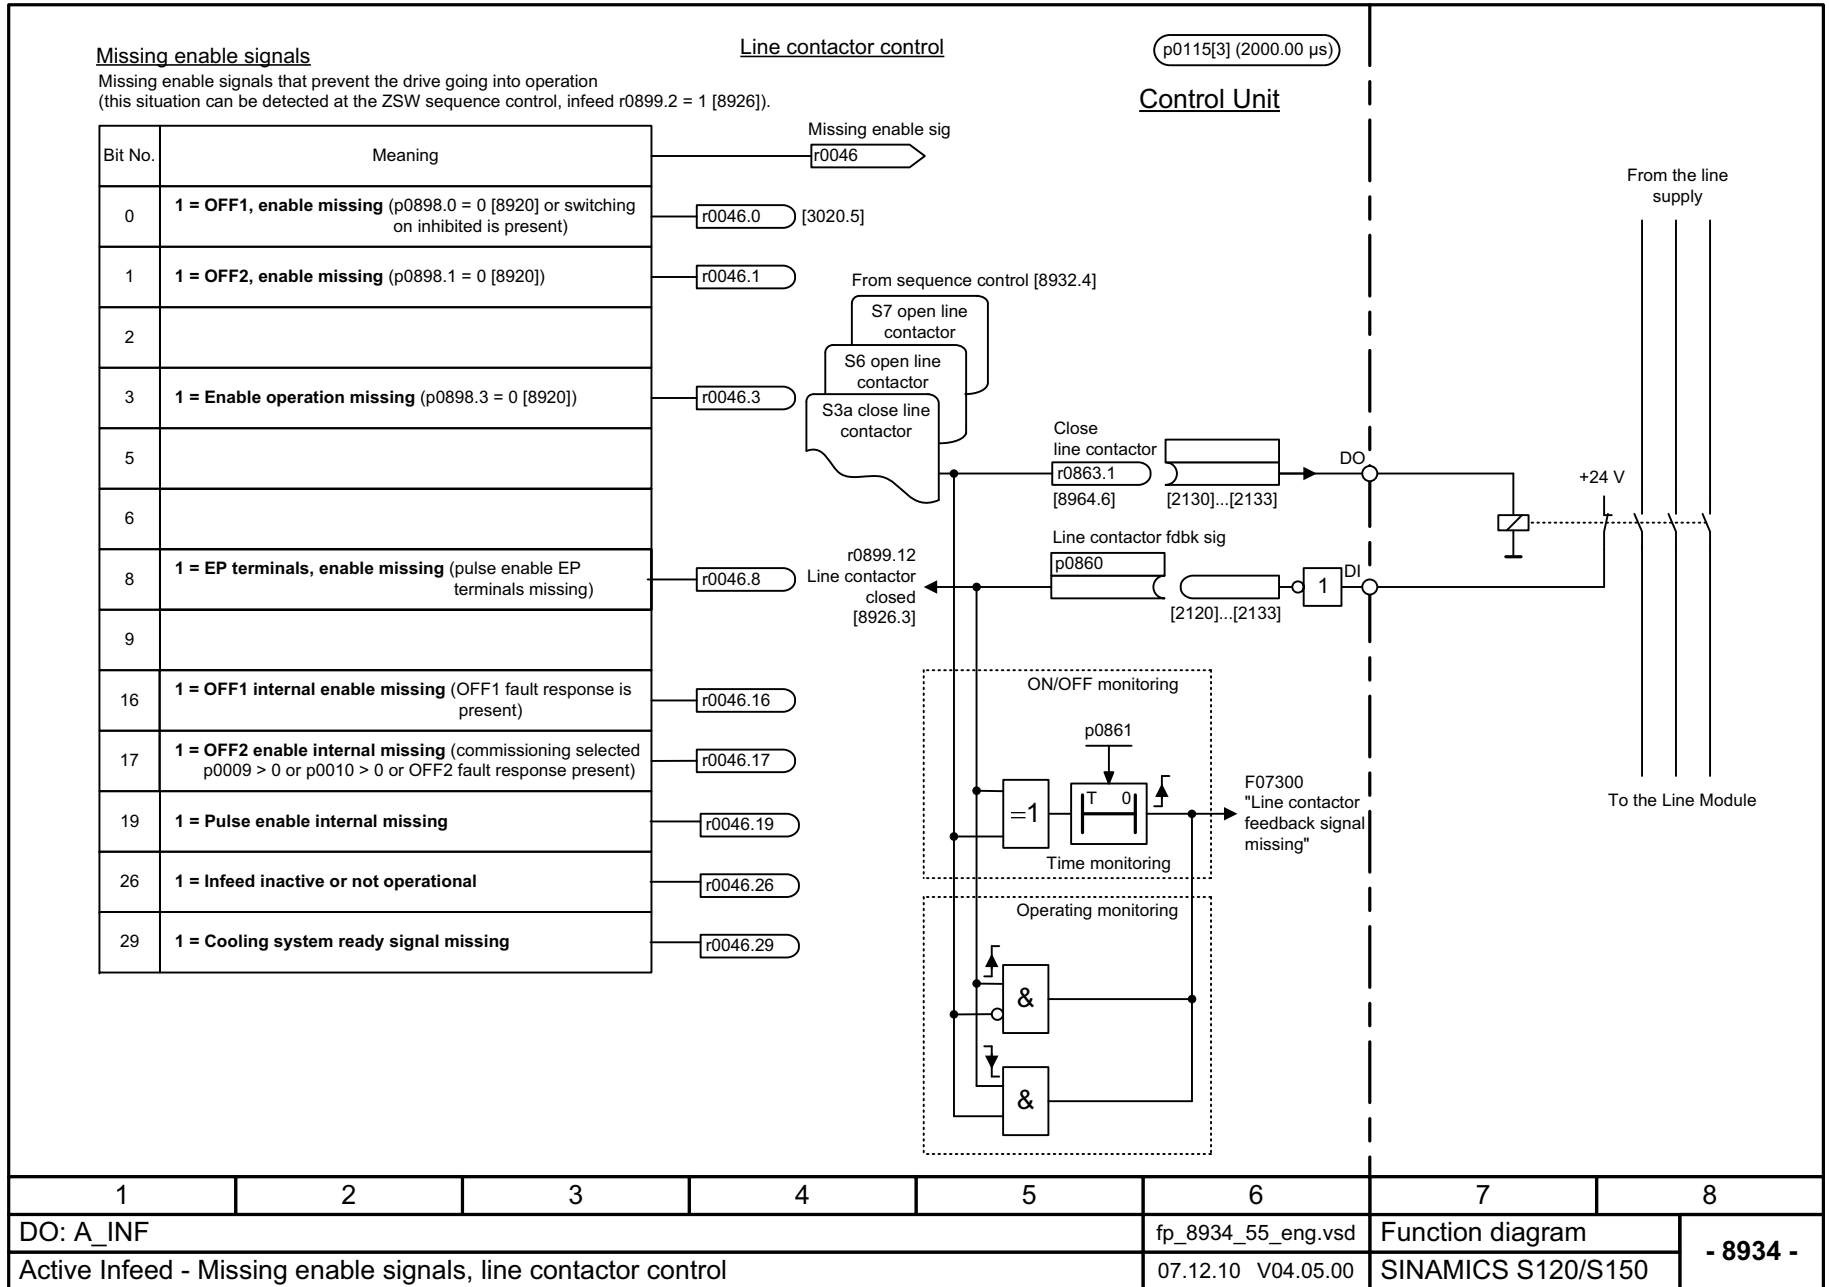 Missing enable signals
Missing enable signals that prevent the drive going into operation
(this situation can be detected at the ZSW sequence control, infeed r0899.2 = 1 [8926]).
Line contactor control
p0115[3] (2000.00 µs)
Control Unit
Bit No.
Meaning
Missing enable sig
r0046
0
1 = OFF1, enable missing (p0898.0 = 0 [8920] or switching
on inhibited is present)
r0046.0
[3020.5]
1
1 = OFF2, enable missing (p0898.1 = 0 [8920])
r0046.1
2
3
1 = Enable operation missing (p0898.3 = 0 [8920])
r0046.3
5
6
8
1 = EP terminals, enable missing (pulse enable EP
terminals missing)
r0046.8
9
16
1 = OFF1 internal enable missing (OFF1 fault response is
present)
r0046.16
17
1 = OFF2 enable internal missing (commissioning selected
p0009 > 0 or p0010 > 0 or OFF2 fault response present)
r0046.17
19
1 = Pulse enable internal missing
r0046.19
26
1 = Infeed inactive or not operational
r0046.26
29
1 = Cooling system ready signal missing
r0046.29
From sequence control [8932.4]
S7 open line
contactor
S6 open line
contactor
S3a close line
contactor
Close
line contactor
r0863.1
[8964.6]
[2130]...[2133]
DO
Line contactor fdbk sig
p0860
[2120]...[2133]
1
DI
r0899.12
Line contactor
closed
[8926.3]
From the line
supply
+24 V
To the Line Module
ON/OFF monitoring
p0861
=1
T 0
Time monitoring
F07300
"Line contactor
feedback signal
missing"
Operating monitoring
&
&
1 2 3 4 5 6 7 8
DO: A_INF
fp_8934_55_eng.vsd
Function diagram
- 8934 -
Active Infeed - Missing enable signals, line contactor control
07.12.10 V04.05.00
SINAMICS S120/S150